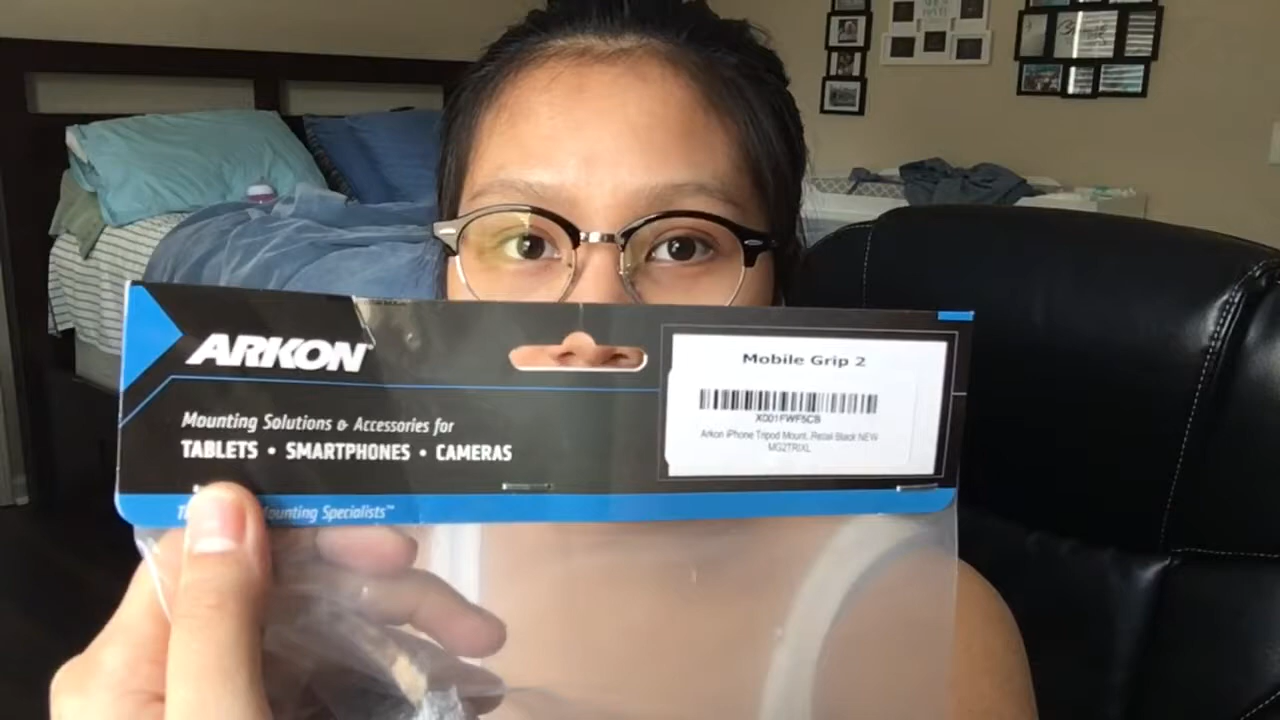 ARKON
Mounting Solutions & Accessories for
TABLETS • SMARTPHONES • CAMERAS
Mounting Specialists™
Mobile Grip 2
X001FWF5CB
Arkon iPhone Tripod Mount, Retail Black NEW
MG2TRIXL